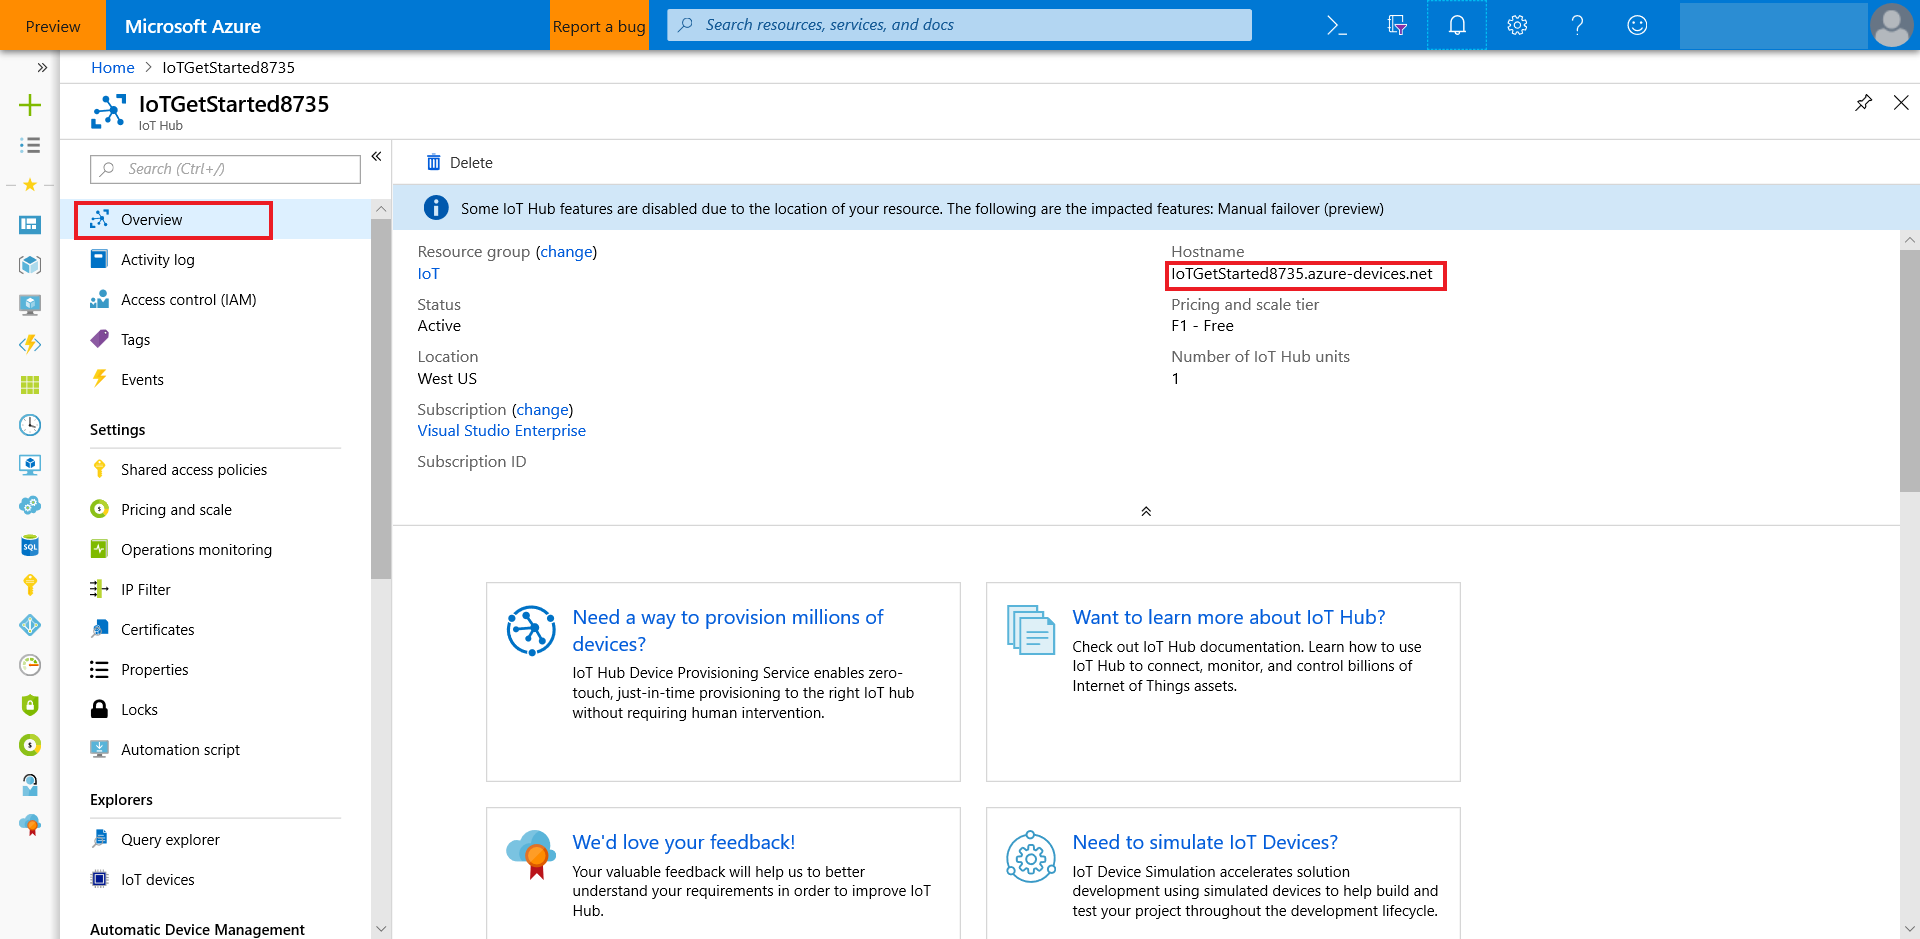 Preview
Microsoft Azure
Report a bug
Search resources, services, and docs
Home > IoTGetStarted8735
IoTGetStarted8735
IoT Hub
Search (Ctrl+/)
Overview
Activity log
Access control (IAM)
Tags
Events
Settings
Shared access policies
Pricing and scale
Operations monitoring
IP Filter
Certificates
Properties
Locks
Automation script
Explorers
Query explorer
IoT devices
Automatic Device Management
Delete
Some IoT Hub features are disabled due to the location of your resource. The following are the impacted features: Manual failover (preview)
Resource group (change)
IoT
Status
Active
Location
West US
Subscription (change)
Visual Studio Enterprise
Subscription ID
Hostname
IoTGetStarted8735.azure-devices.net
Pricing and scale tier
F1 - Free
Number of IoT Hub units
1
Need a way to provision millions of
devices?
IoT Hub Device Provisioning Service enables zero-
touch, just-in-time provisioning to the right IoT hub
without requiring human intervention.
Want to learn more about IoT Hub?
Check out IoT Hub documentation. Learn how to use
IoT Hub to connect, monitor, and control billions of
Internet of Things assets.
We'd love your feedback!
Your valuable feedback will help us to better
understand your requirements in order to improve IoT
Hub.
Need to simulate IoT Devices?
IoT Device Simulation accelerates solution
development using simulated devices to help build and
test your project throughout the development lifecycle.
SQL